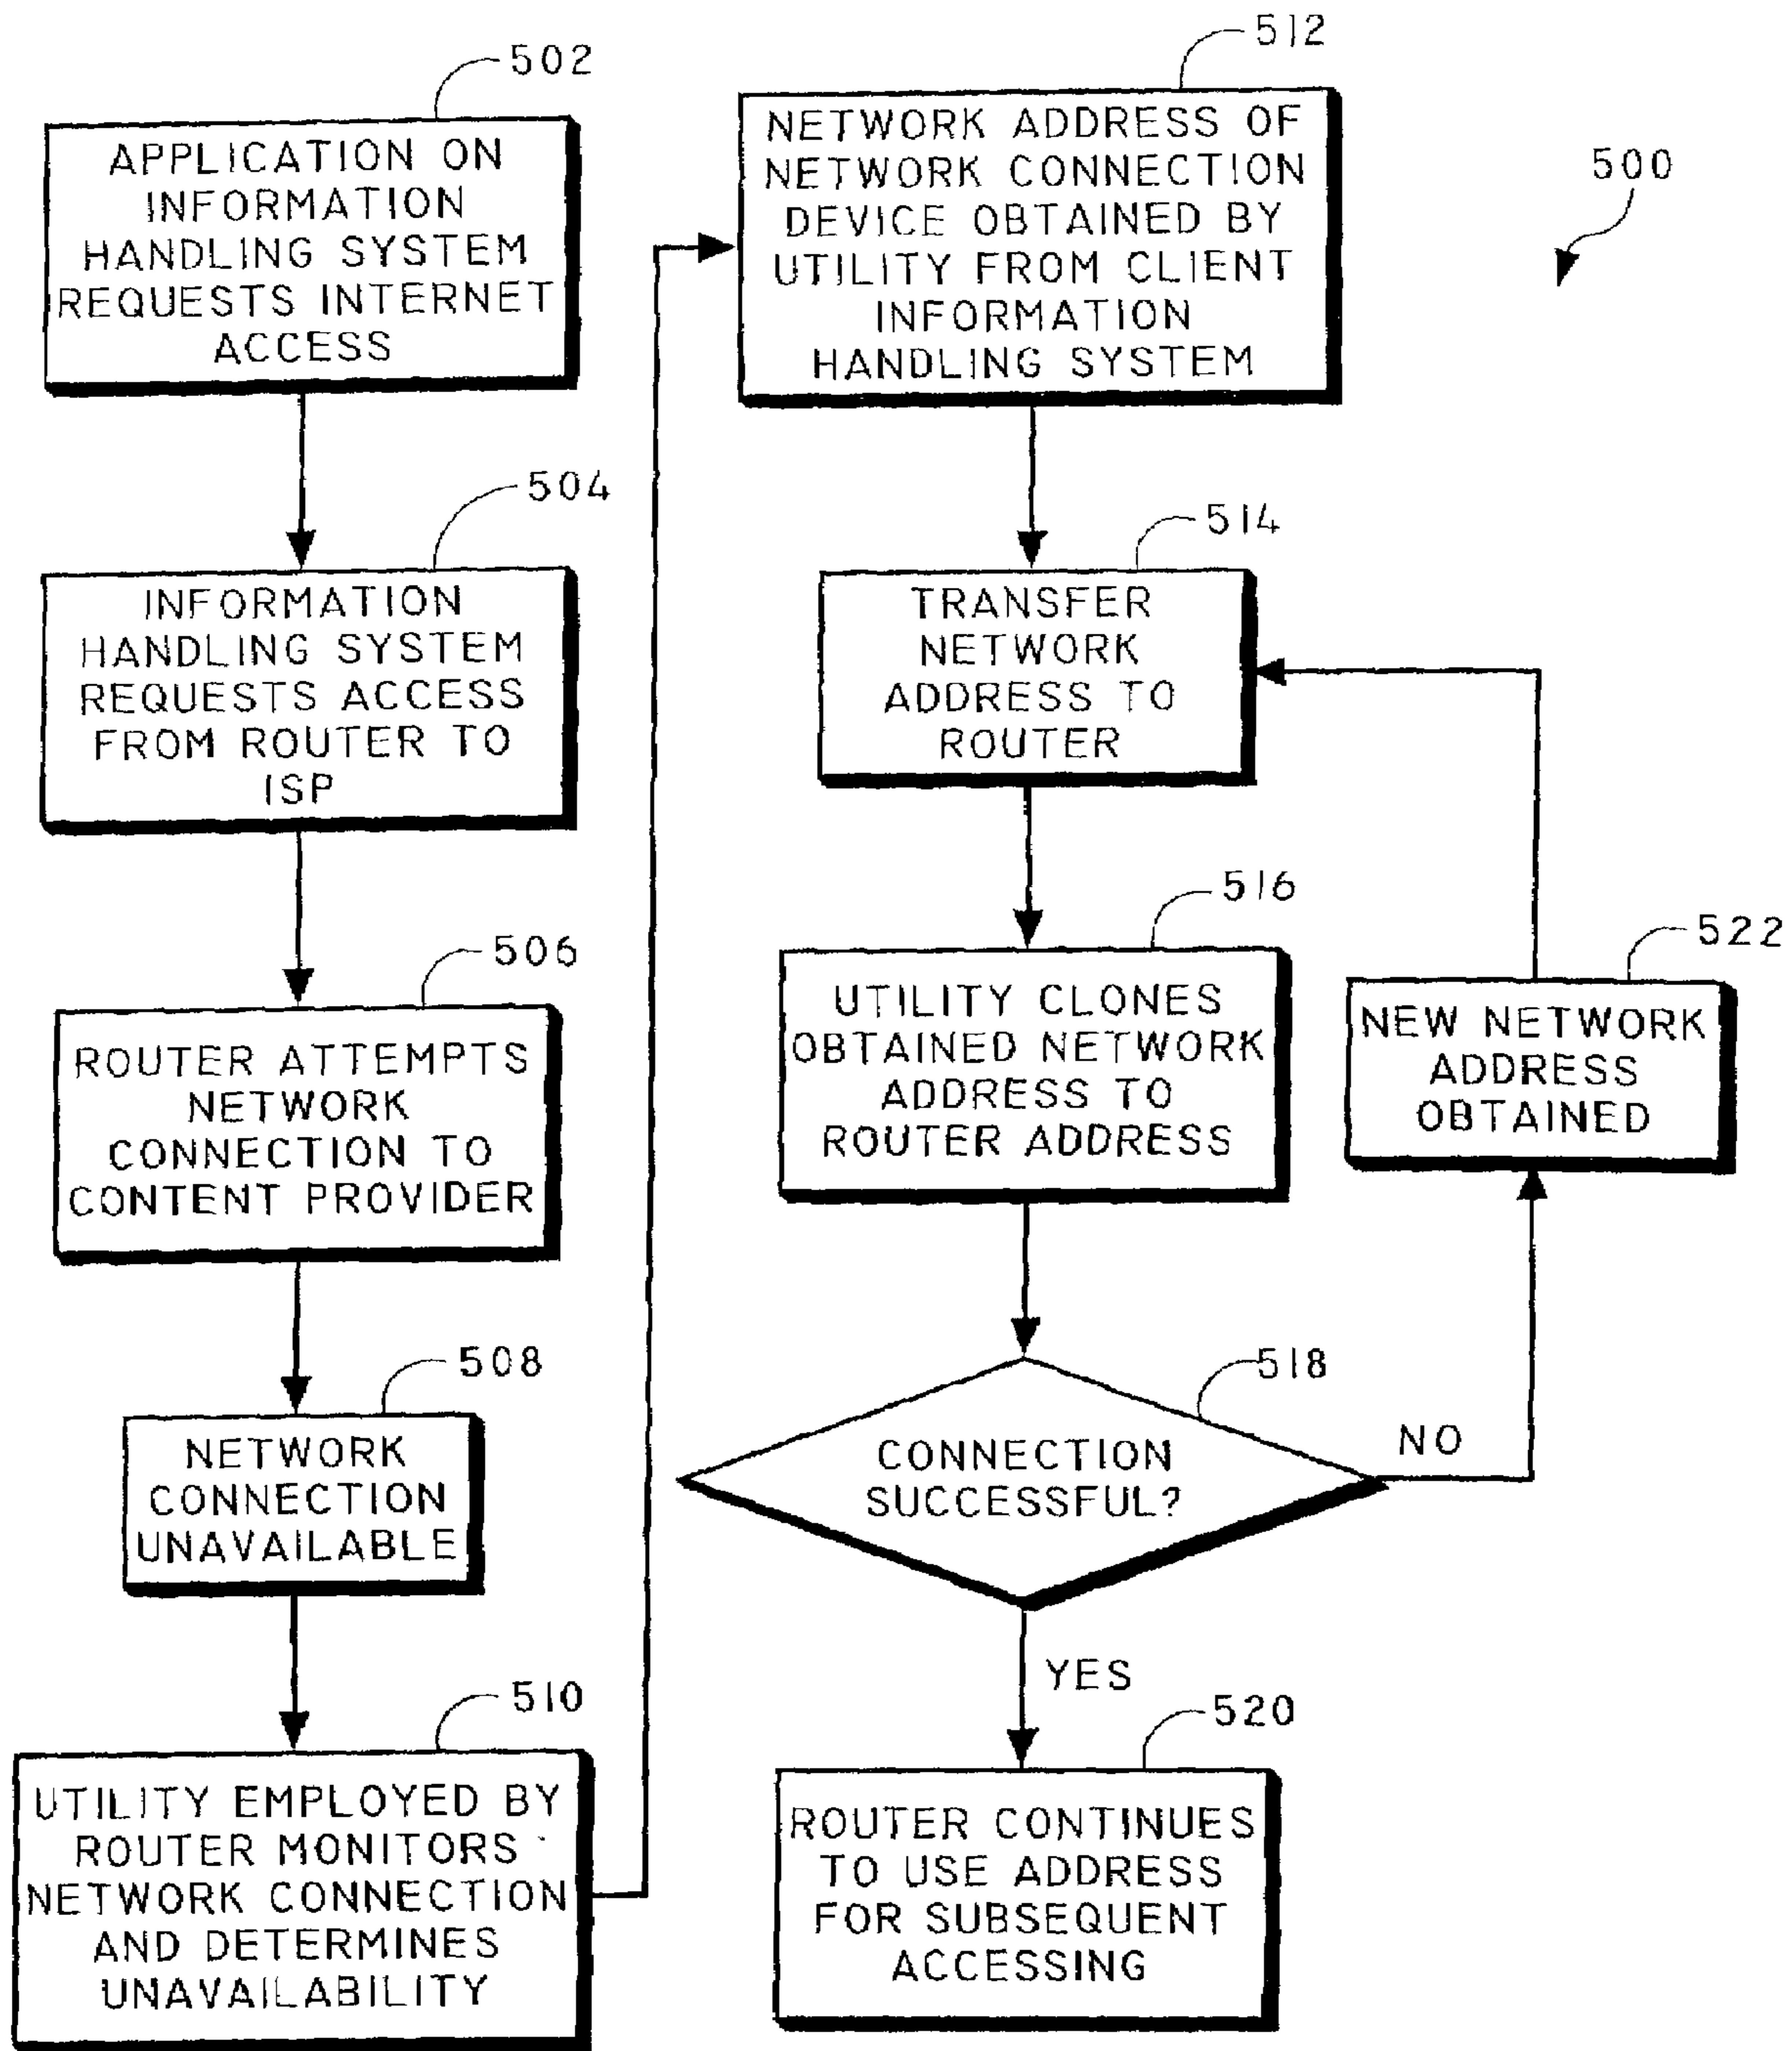 502
APPLICATION ON
INFORMATION
HANDLING SYSTEM
REQUESTS INTERNET
ACCESS
504
INFORMATION
HANDLING SYSTEM
REQUESTS ACCESS
FROM ROUTER TO
ISP
506
ROUTER ATTEMPTS
NETWORK
CONNECTION TO
CONTENT PROVIDER
508
NETWORK
CONNECTION
UNAVAILABLE
510
UTILITY EMPLOYED BY
ROUTER MONITORS
NETWORK CONNECTION
AND DETERMINES
UNAVAILABILITY
512
NETWORK ADDRESS OF
NETWORK CONNECTION
DEVICE OBTAINED BY
UTILITY FROM CLIENT
INFORMATION
HANDLING SYSTEM
500
514
TRANSFER
NETWORK
ADDRESS TO
ROUTER
516
UTILITY CLONES
OBTAINED NETWORK
ADDRESS TO
ROUTER ADDRESS
522
NEW NETWORK
ADDRESS
OBTAINED
518
CONNECTION
SUCCESSFUL?
NO
YES
520
ROUTER CONTINUES
TO USE ADDRESS
FOR SUBSEQUENT
ACCESSING